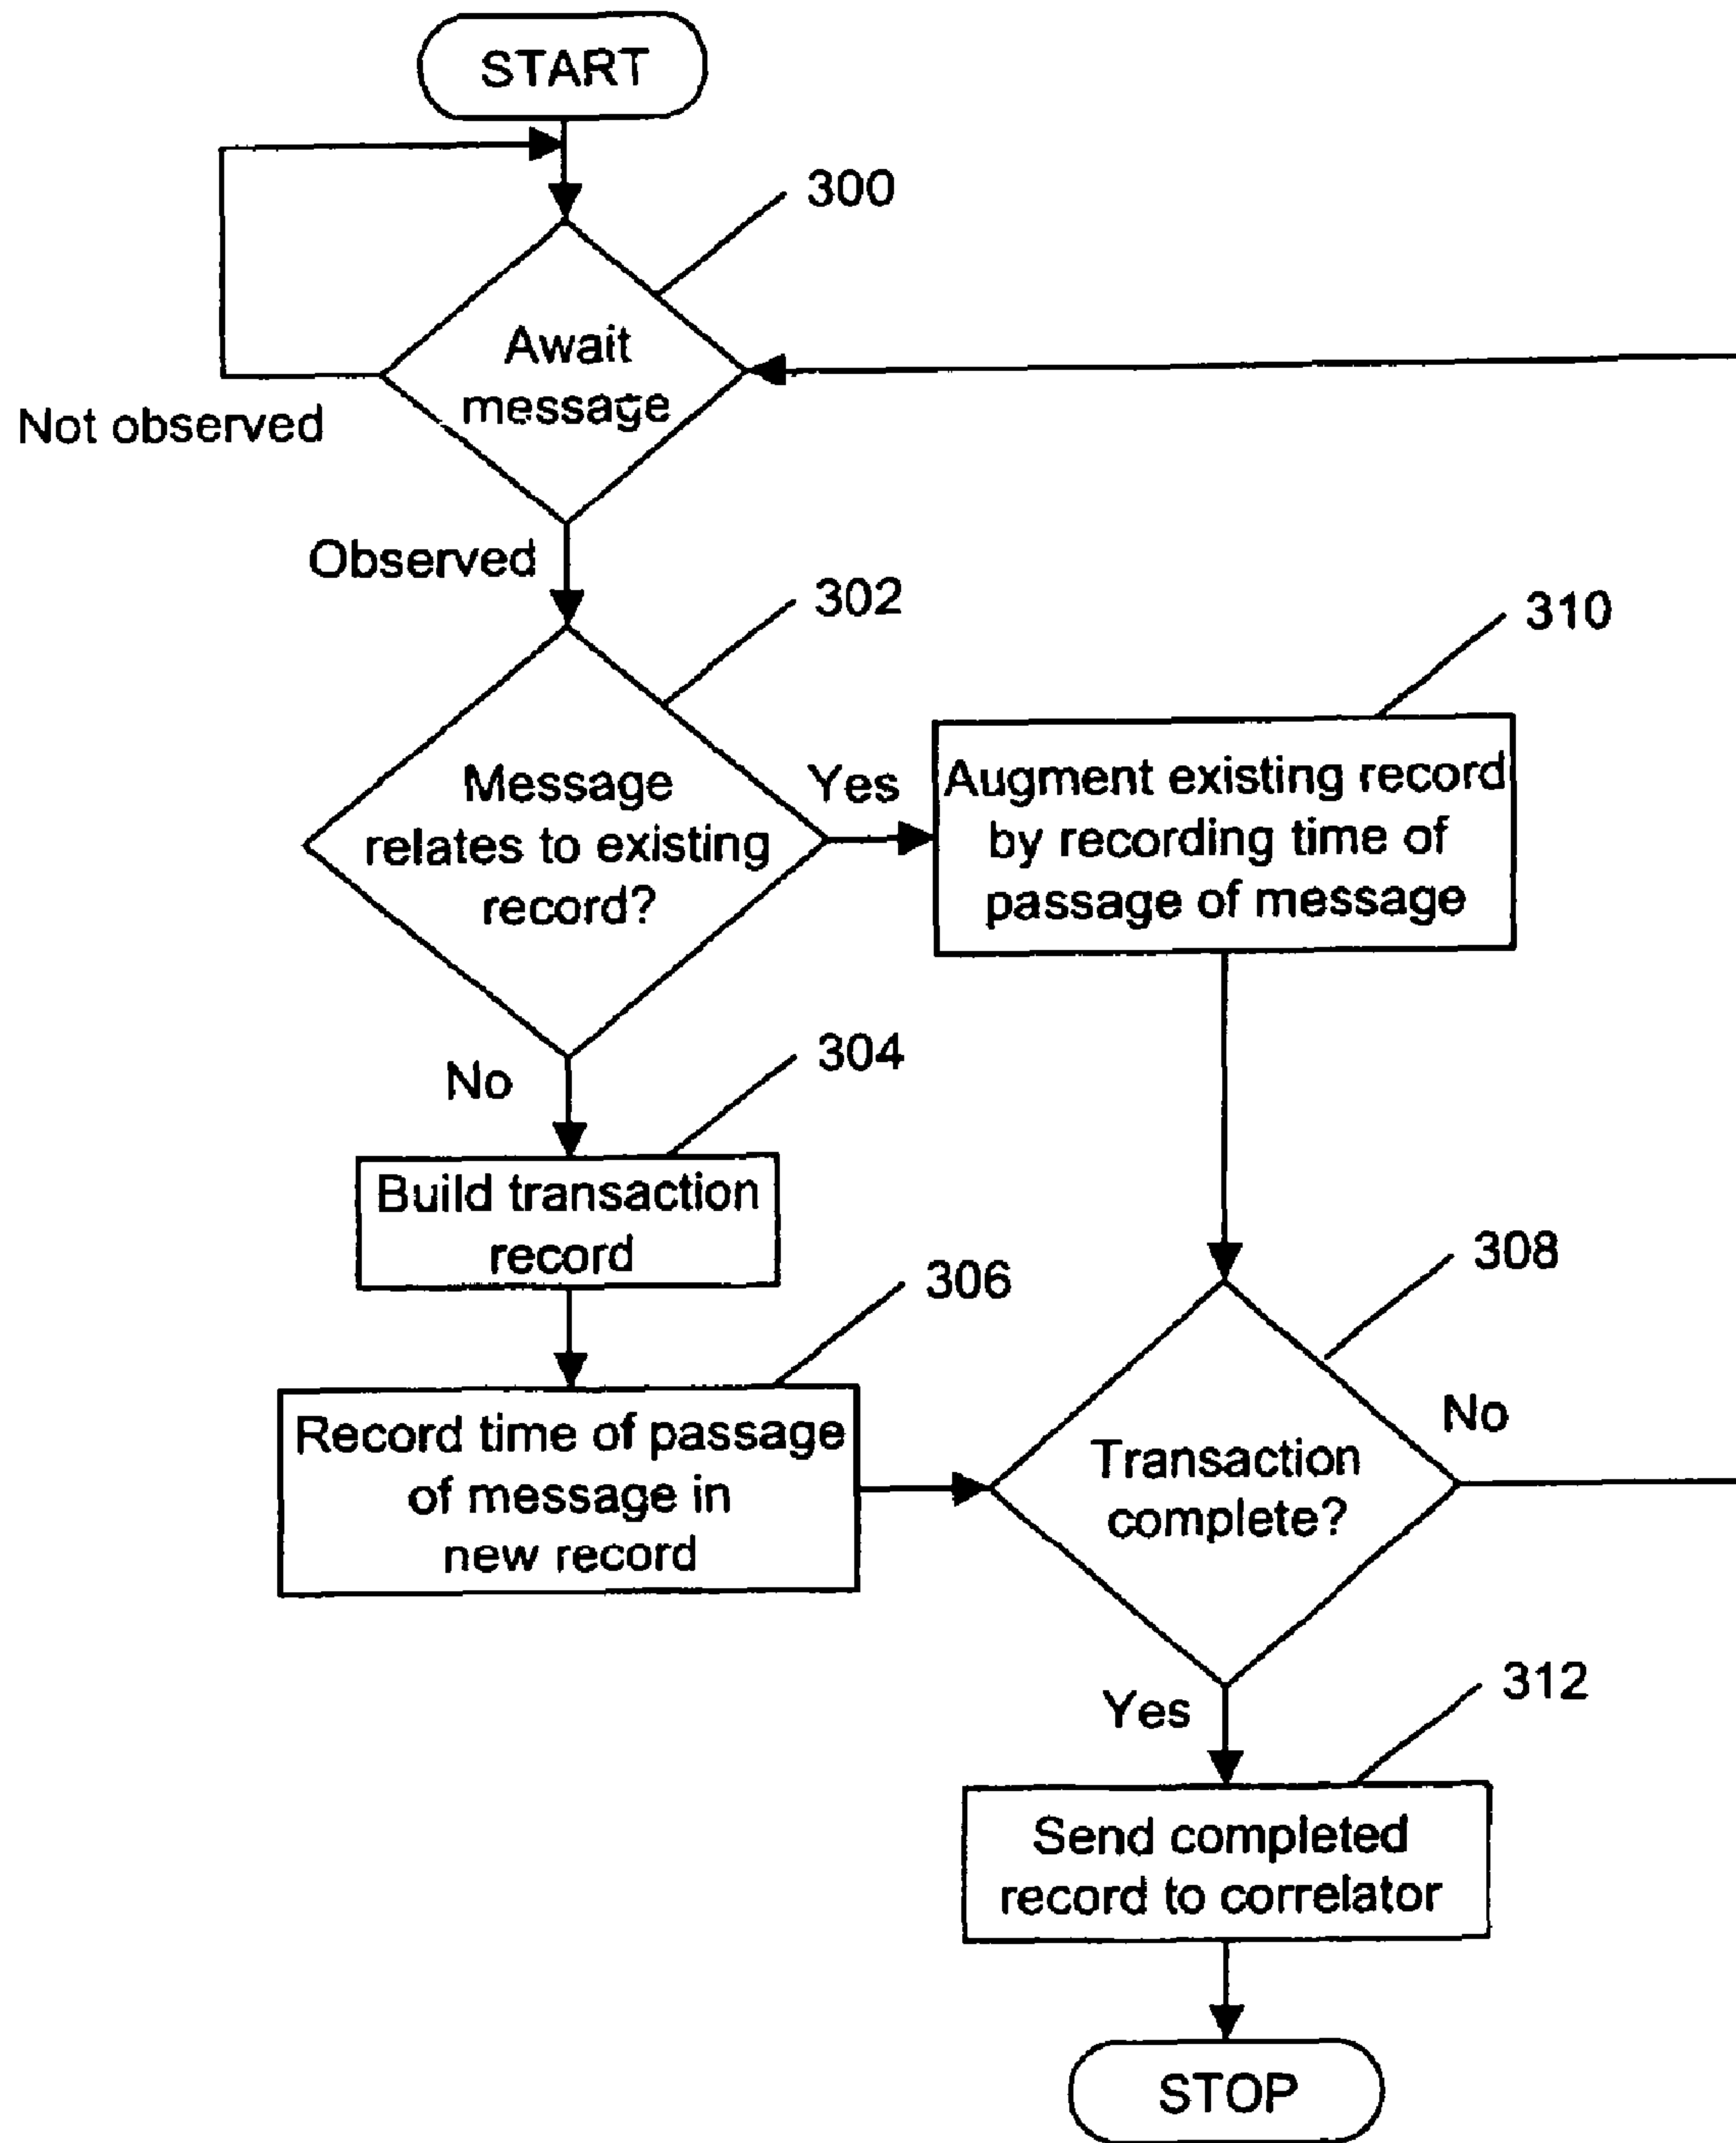 START
300
Await
message
Not observed
Observed
302
310
Message
relates to existing
record?
Yes
Augment existing record
by recording time of
passage of message
No
304
Build transaction
record
306
308
Record time of passage
of message in
new record
Transaction
complete?
No
Yes
312
Send completed
record to correlator
STOP